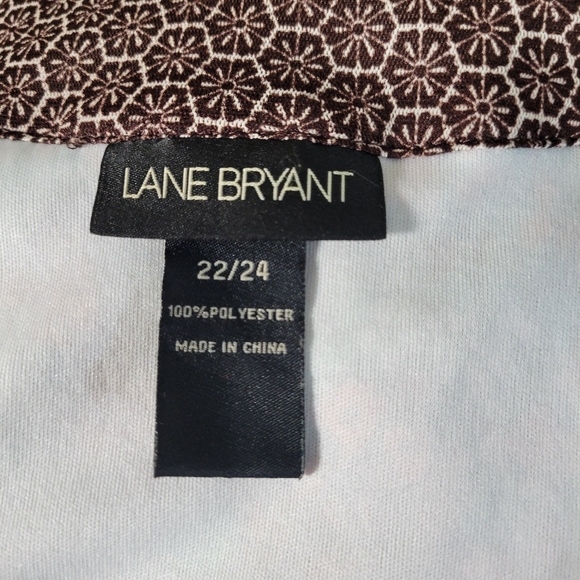 LANE BRYANT
22/24
100%POLYESTER
MADE IN CHINA